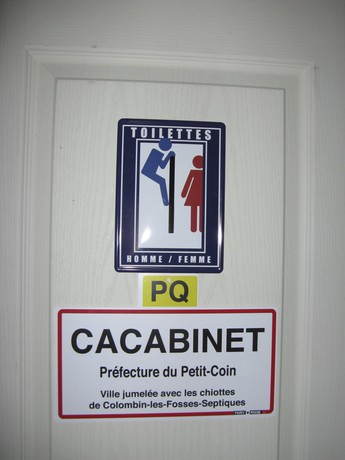 TOILETTES
HOMME / FEMME
PQ
CACABINET
Préfecture du Petit-Coin
Ville jumelée avec les chiottes
de Colombin-les-Fosses-Septiques